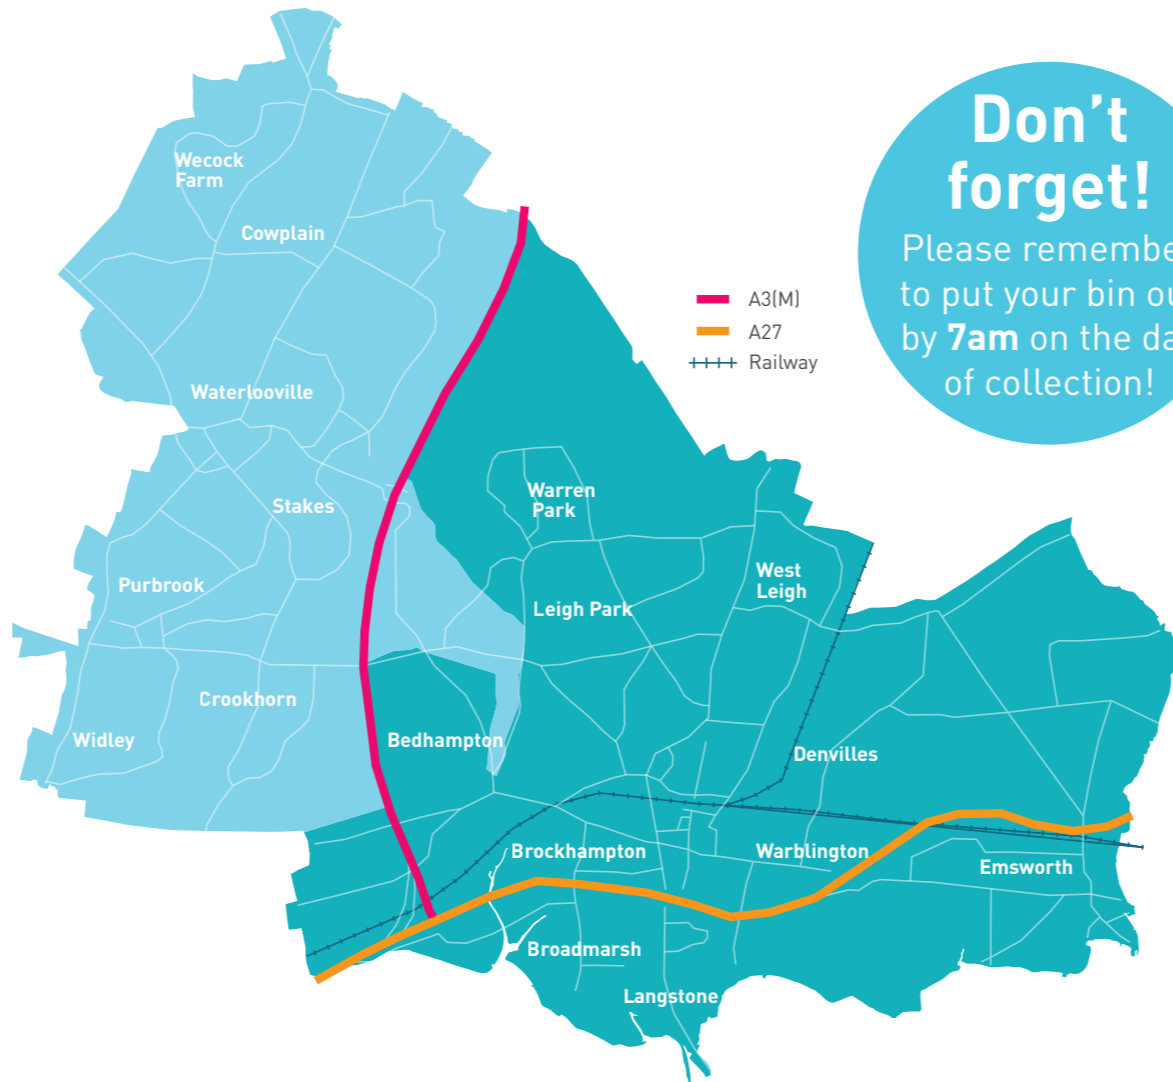 Don't
forget!
Please remembe
to put your bin ou
by 7am on the da
of collection!
A3(M)
A27
Railway
Wecock
Farm
Cowplain
Waterlooville
Stakes
Purbrook
Crookhorn
Widley
Warren
Park
West
Leigh
Leigh Park
Bedhampton
Denvilles
Brockhampton
Warblington
Emsworth
Broadmarsh
Langstone